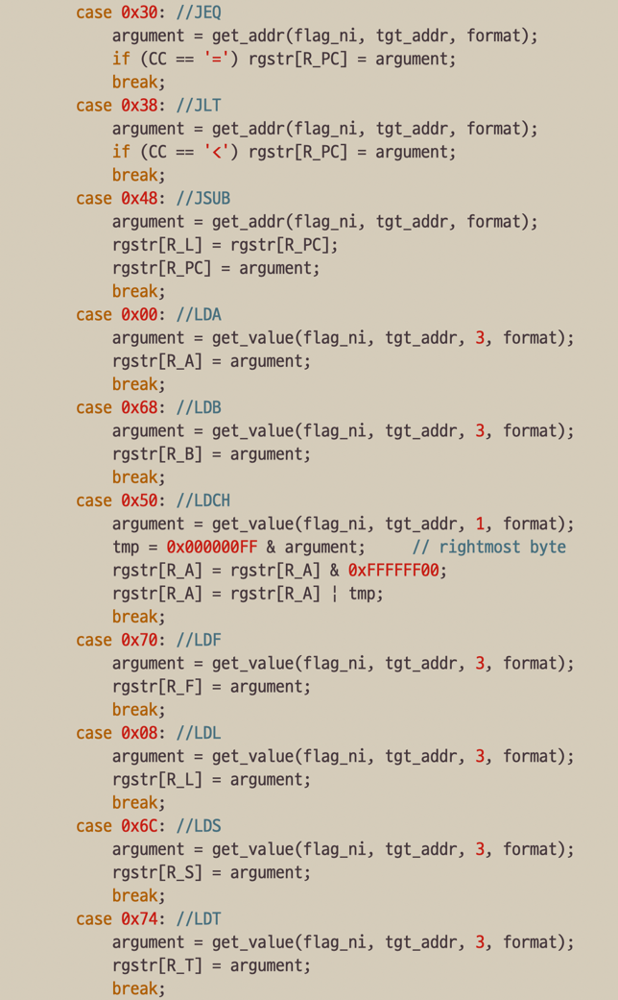 case 0x30: //JEQ
argument = get_addr(flag_ni, tgt_addr, format);
if (CC == '=') rgstr[R_PC] = argument;
break;
case 0x38: //JLT
argument = get_addr(flag_ni, tgt_addr, format);
if (CC == '<') rgstr[R_PC] = argument;
break;
case 0x48: //JSUB
argument = get_addr(flag_ni, tgt_addr, format);
rgstr[R_L] = rgstr[R_PC];
rgstr[R_PC] = argument;
break;
case 0x00: //LDA
argument = get_value(flag_ni, tgt_addr, 3, format);
rgstr[R_A] = argument;
break;
case 0x68: //LDB
argument = get_value(flag_ni, tgt_addr, 3, format);
rgstr[R_B] = argument;
break;
case 0x50: //LDCH
argument = get_value(flag_ni, tgt_addr, 1, format);
tmp = 0x000000FF & argument; // rightmost byte
rgstr[R_A] = rgstr[R_A] & 0xFFFFFF00;
rgstr[R_A] = rgstr[R_A] | tmp;
break;
case 0x70: //LDF
argument = get_value(flag_ni, tgt_addr, 3, format);
rgstr[R_F] = argument;
break;
case 0x08: //LDL
argument = get_value(flag_ni, tgt_addr, 3, format);
rgstr[R_L] = argument;
break;
case 0x6C: //LDS
argument = get_value(flag_ni, tgt_addr, 3, format);
rgstr[R_S] = argument;
break;
case 0x74: //LDT
argument = get_value(flag_ni, tgt_addr, 3, format);
rgstr[R_T] = argument;
break;